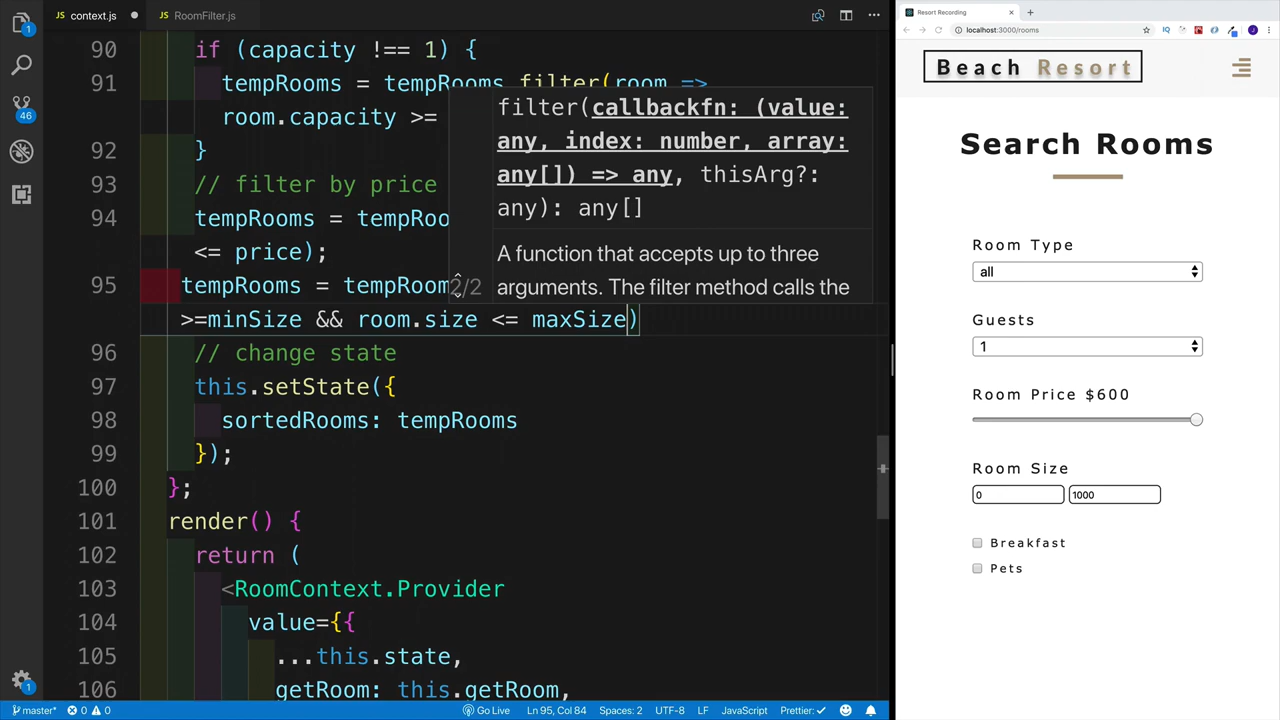 context.js
RoomFilter.js
90 if (capacity !== 1) {
91 tempRooms = tempRooms.filter(room =>
room.capacity >=
92 }
93 // filter by price
94 tempRooms = tempRoo
<= price);
95 tempRooms = tempRoom
>=minSize && room.size <= maxSize)
96 // change state
97 this.setState({
98 sortedRooms: tempRooms
99 });
100 };
101 render() {
102 return (
103 <RoomContext.Provider
104 value={{
105 ...this.state,
106 getRoom: this.getRoom,
filter(callbackfn: (value:
any, index: number, array:
any[]) => any, thisArg?:
any): any[]
2/2
A function that accepts up to three
arguments. The filter method calls the
1
46
1
master* 0 0 Go Live Ln 95, Col 84 Spaces: 2 UTF-8 LF JavaScript Prettier: ✓
Resort Recording
localhost:3000/rooms
IQ
J
Beach Resort
Search Rooms
Room Type
all
Guests
1
Room Price $600
Room Size
0 1000
Breakfast
Pets